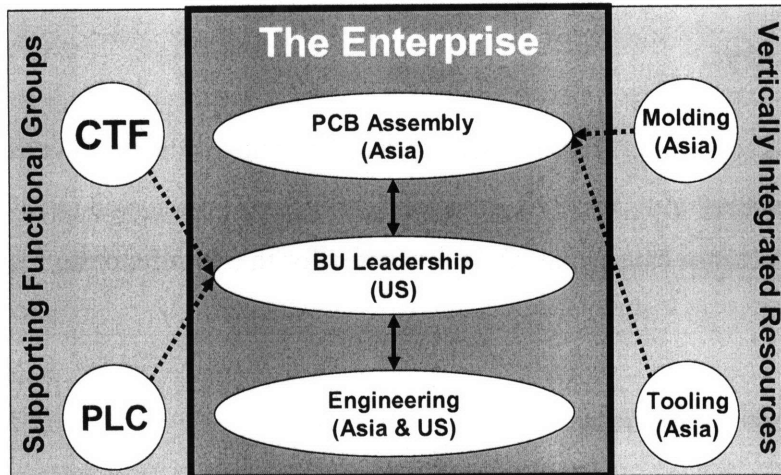 The Enterprise
Supporting Functional Groups
CTF
PLC
PCB Assembly
(Asia)
BU Leadership
(US)
Engineering
(Asia & US)
Molding
(Asia)
Tooling
(Asia)
Vertically Integrated Resources